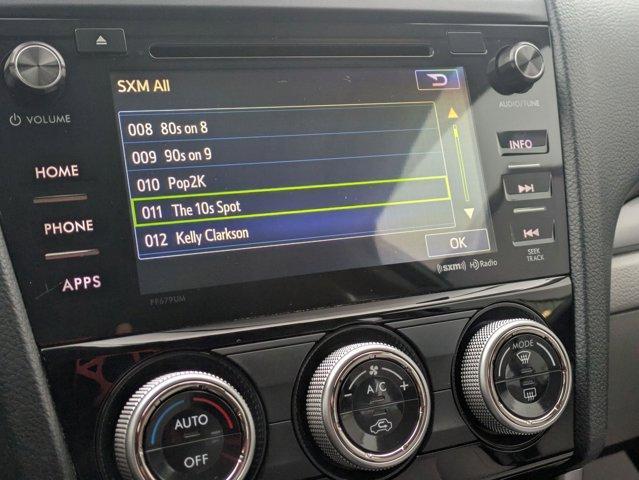 SXM All
VOLUME
AUDIO/TUNE
008 80s on 8
009 90s on 9
010 Pop2K
011 The 10s Spot
012 Kelly Clarkson
OK
HOME
PHONE
APPS
INFO
SEEK
TRACK
((SXM)) HD Radio
PF679UM
AUTO
OFF
A/C
- +
MODE